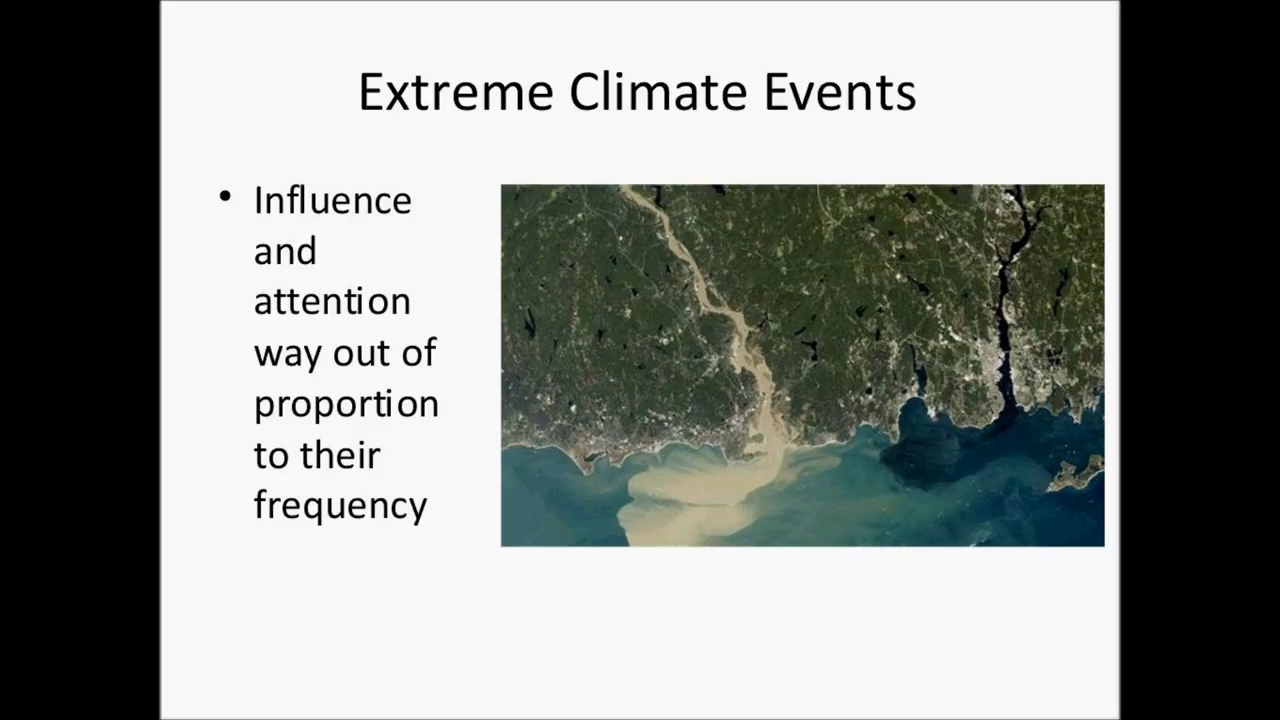 Extreme Climate Events
• Influence
and
attention
way out of
proportion
to their
frequency